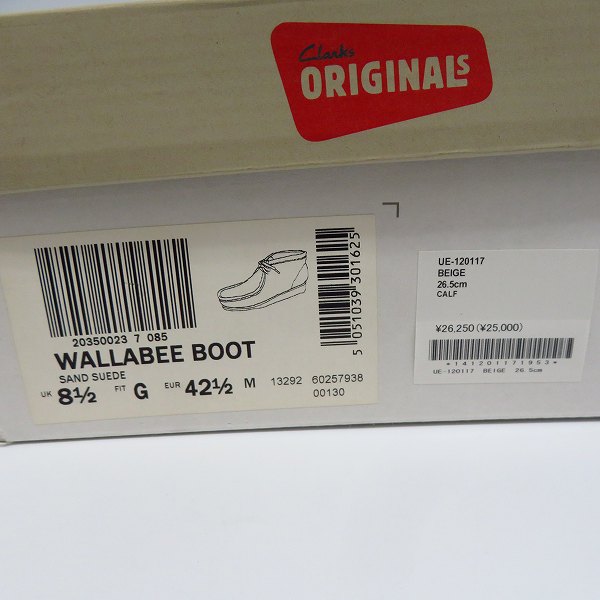 Clarks
ORIGINALS
20350023 7 085
5 051039 301625
WALLABEE BOOT
SAND SUEDE
UK 8½ FIT G EUR 42½ M 13292 60257938
00130
UE-120117
BEIGE
26.5cm
CALF
¥26,250(¥25,000)
*141201171953*
UE-120117 BEIGE 26.5cm